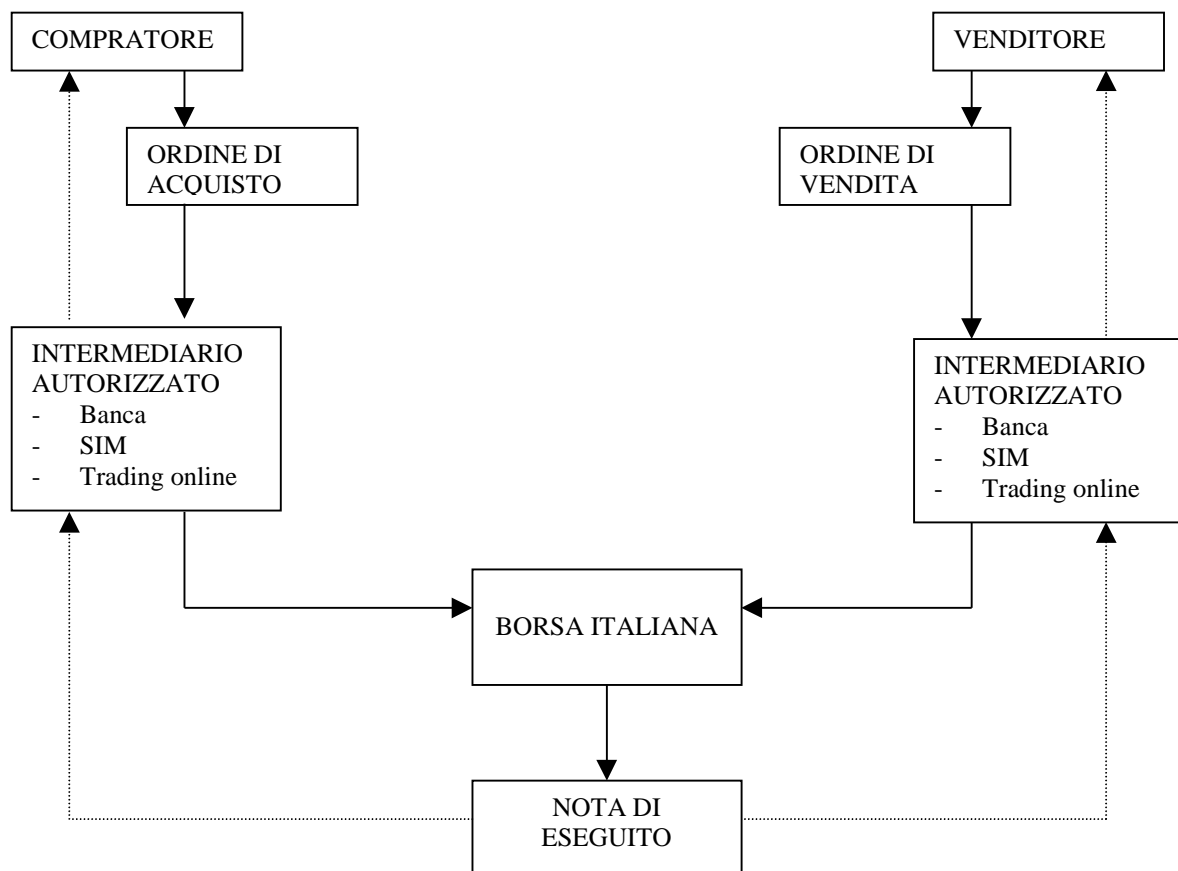 COMPRATORE
VENDITORE
ORDINE DI
ACQUISTO
ORDINE DI
VENDITA
INTERMEDIARIO
AUTORIZZATO
- Banca
- SIM
- Trading online
INTERMEDIARIO
AUTORIZZATO
- Banca
- SIM
- Trading online
BORSA ITALIANA
NOTA DI
ESEGUITO